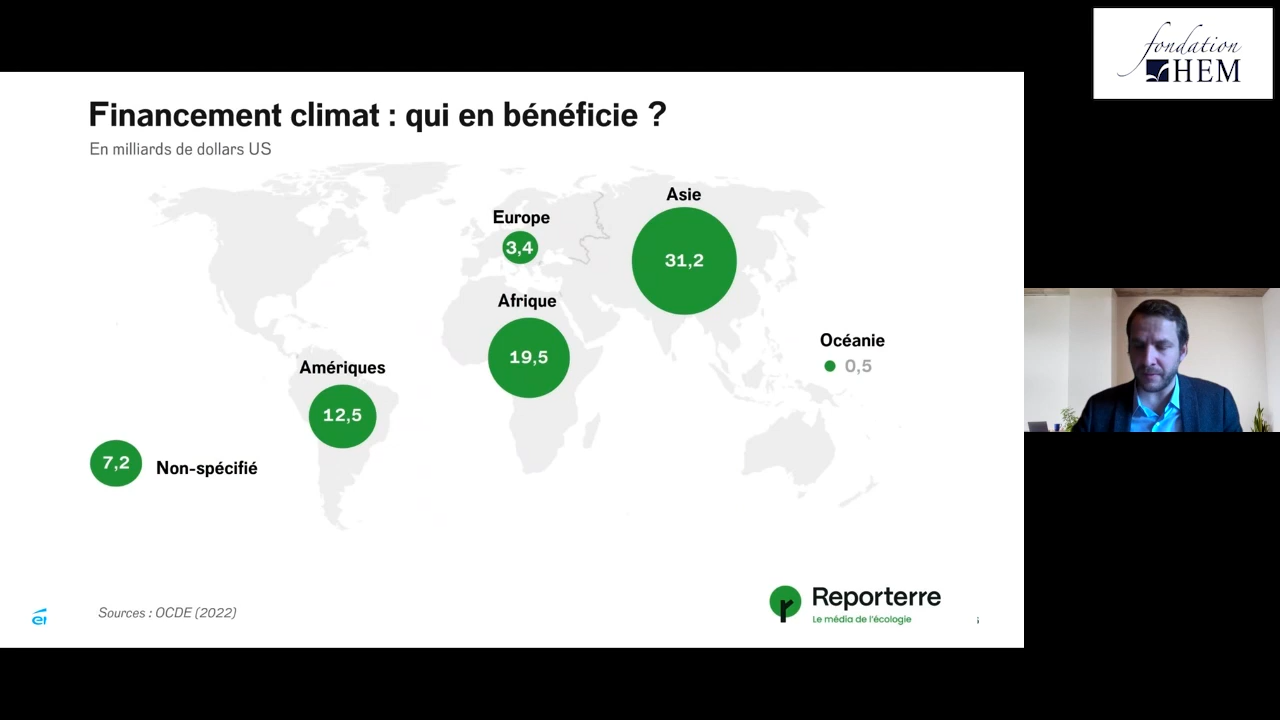 fondation
HEM
Financement climat : qui en bénéficie ?
En milliards de dollars US
Asie
31,2
Europe
3,4
Afrique
19,5
Océanie
0,5
Amériques
12,5
7,2
Non-spécifié
Sources : OCDE (2022)
Reporterre
Le média de l'écologie